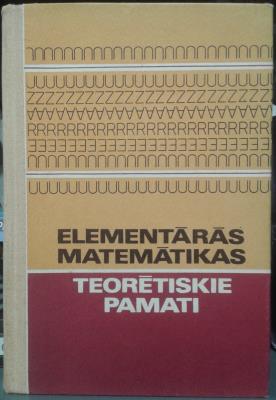 ELEMENTĀRĀS
MATEMĀTIKAS
TEORĒTISKIE
PAMATI